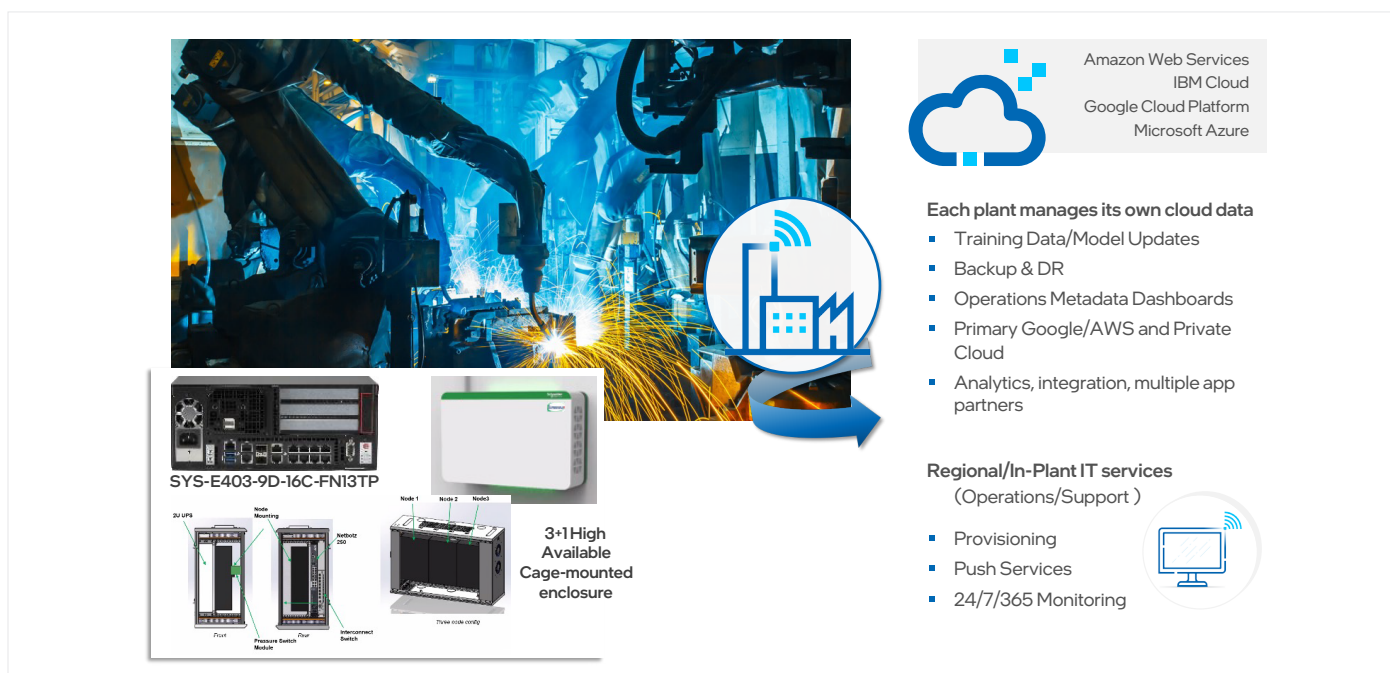 Amazon Web Services
IBM Cloud
Google Cloud Platform
Microsoft Azure
Each plant manages its own cloud data
Training Data/Model Updates
Backup & DR
Operations Metadata Dashboards
Primary Google/AWS and Private
Cloud
Analytics, integration, multiple app
partners
Regional/In-Plant IT services
(Operations/Support )
Provisioning
Push Services
24/7/365 Monitoring
SYS-E403-9D-16C-FN13TP
2U UPS
Node
Mounting
Netbotz
250
Front
Rear
Pressure Switch
Module
Interconnect
Switch
Node 1
Node 2
Node3
Three node config
3+1 High
Available
Cage-mounted
enclosure